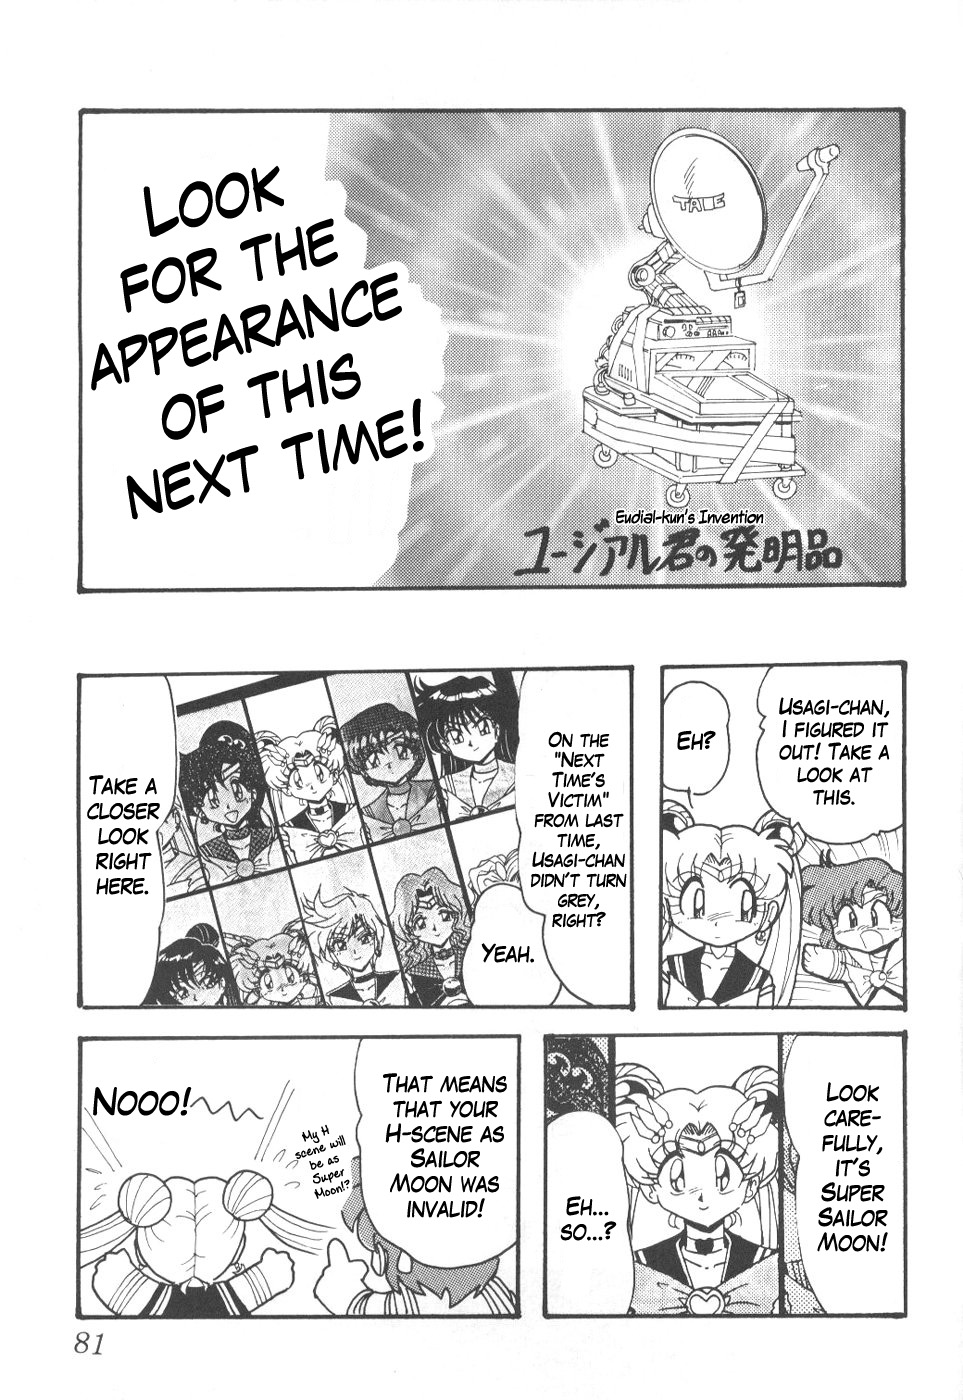 LOOK
FOR THE
APPEARANCE
OF THIS
NEXT TIME!
TALE
Eudial-kun's Invention
ユージアル君の発明品
USAGI-CHAN,
I FIGURED IT
OUT! TAKE A
LOOK AT
THIS.
EH?
ON THE
"NEXT
TIME'S
VICTIM"
FROM LAST
TIME,
USAGI-CHAN
DIDN'T TURN
GREY,
RIGHT?
YEAH.
TAKE A
CLOSER
LOOK
RIGHT
HERE.
LOOK
CARE-
FULLY,
IT'S
SUPER
SAILOR
MOON!
EH...
SO...?
THAT MEANS
THAT YOUR
H-SCENE AS
SAILOR
MOON WAS
INVALID!
My H
scene will
be as
Super
Moon!?
NOOO!
81